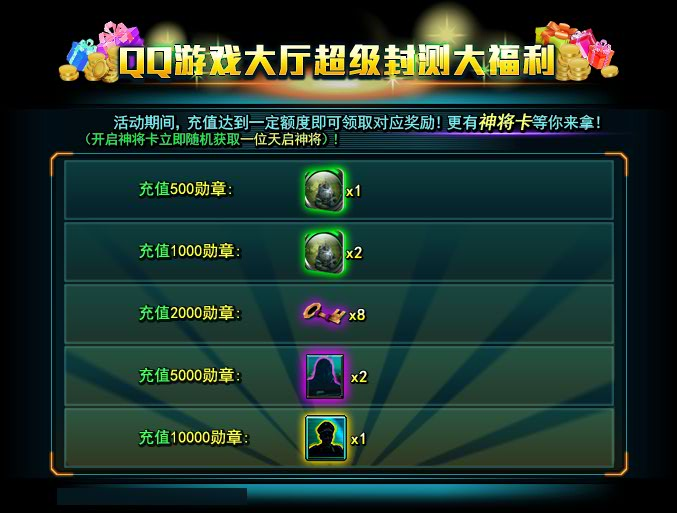 QQ游戏大厅超级封测大福利
活动期间，充值达到一定额度即可领取对应奖励！更有神将卡等你来拿！
（开启神将卡立即随机获取一位天启神将）！
充值500勋章： x1
充值1000勋章： x2
充值2000勋章： x8
充值5000勋章： x2
充值10000勋章： x1